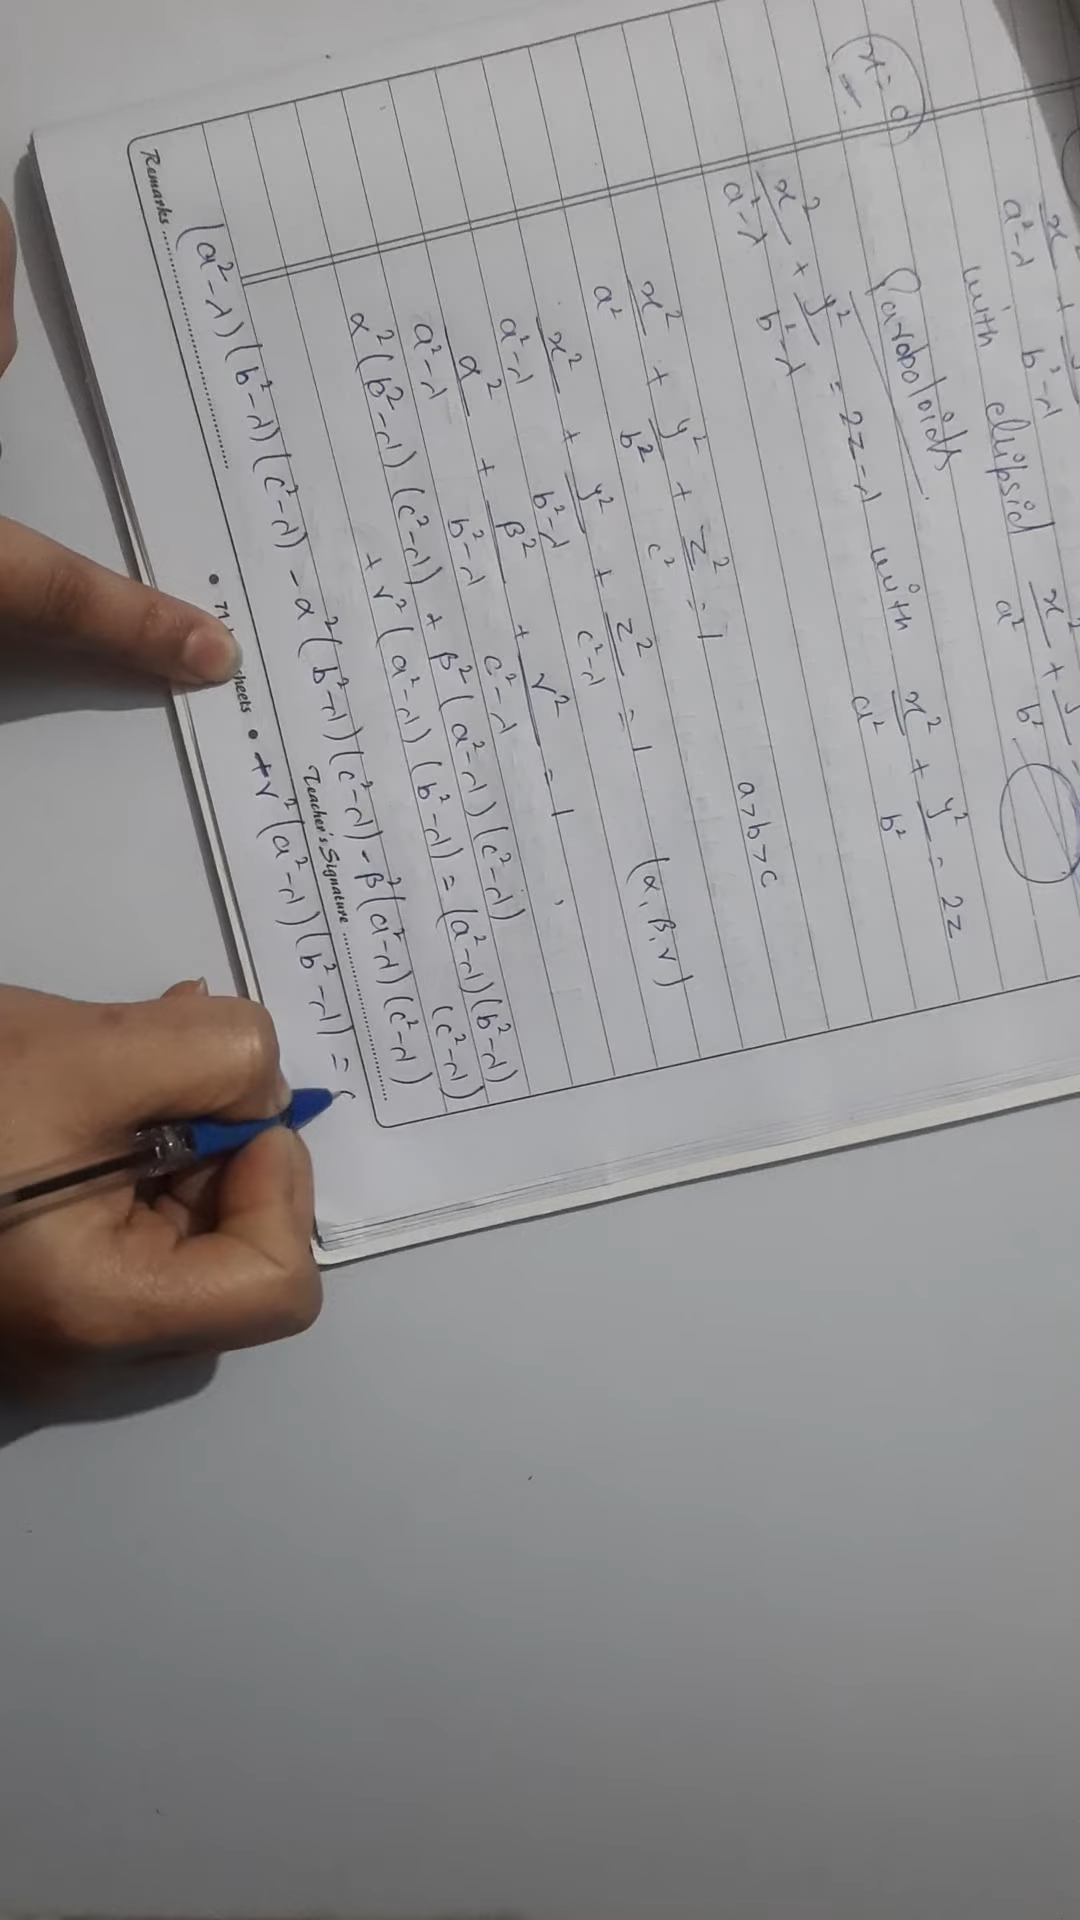 x² +
a²-λ b²-λ
with ellipsid x² + y
a² b²
Paraboloids
x=0
x² + y² = 2z-λ with x² + y² = 2z
a²-λ b²-λ a² b²
x² + y² + z² = 1 a>b>c
a² b² c²
x² + y² + z² = 1 (α, β, γ)
a²-λ b²-λ c²-λ
α² + β² + γ² = 1
a²-λ b²-λ c²-λ
α²(b²-λ)(c²-λ) + β²(a²-λ)(c²-λ)
+ γ²(a²-λ)(b²-λ) = (a²-λ)(b²-λ)
(c²-λ)
(a²-λ)(b²-λ)(c²-λ) - α²(b²-λ)(c²-λ) - β²(a²-λ)(c²-λ)
Remarks
Teacher's Signature
sheets
+γ²(a²-λ)(b²-λ) =